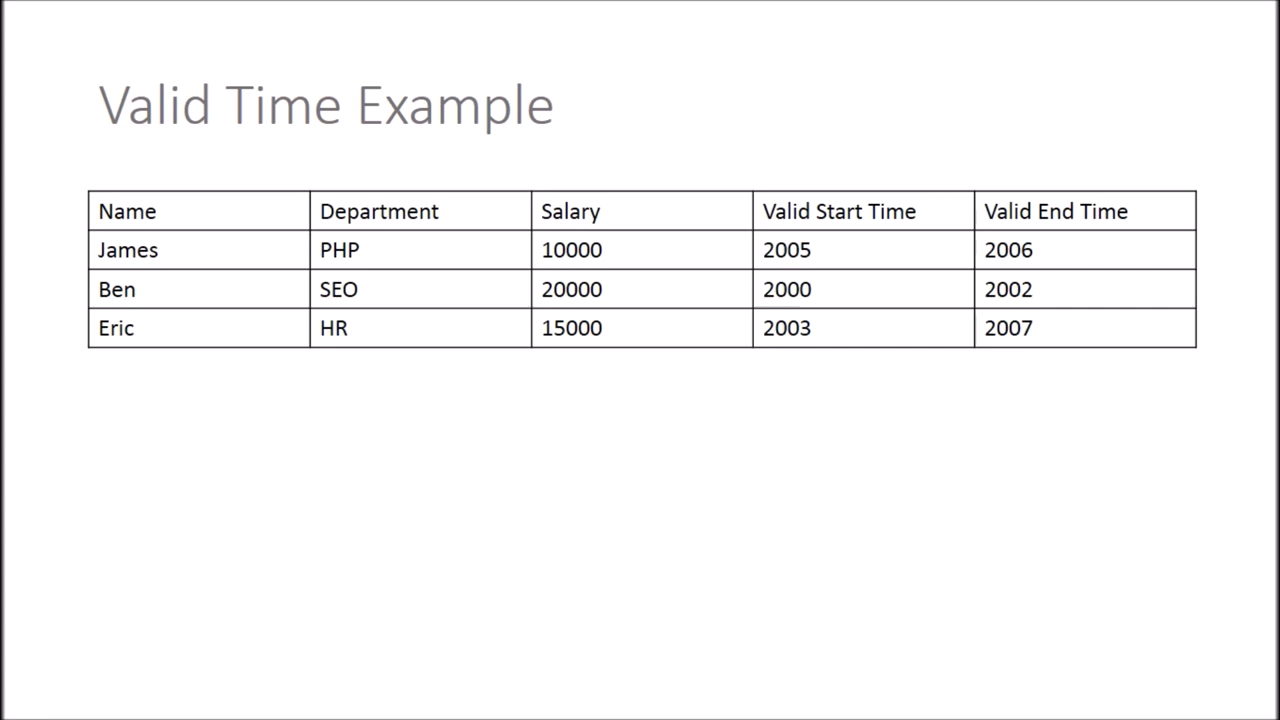 Valid Time Example
Name Department Salary Valid Start Time Valid End Time
James PHP 10000 2005 2006
Ben SEO 20000 2000 2002
Eric HR 15000 2003 2007